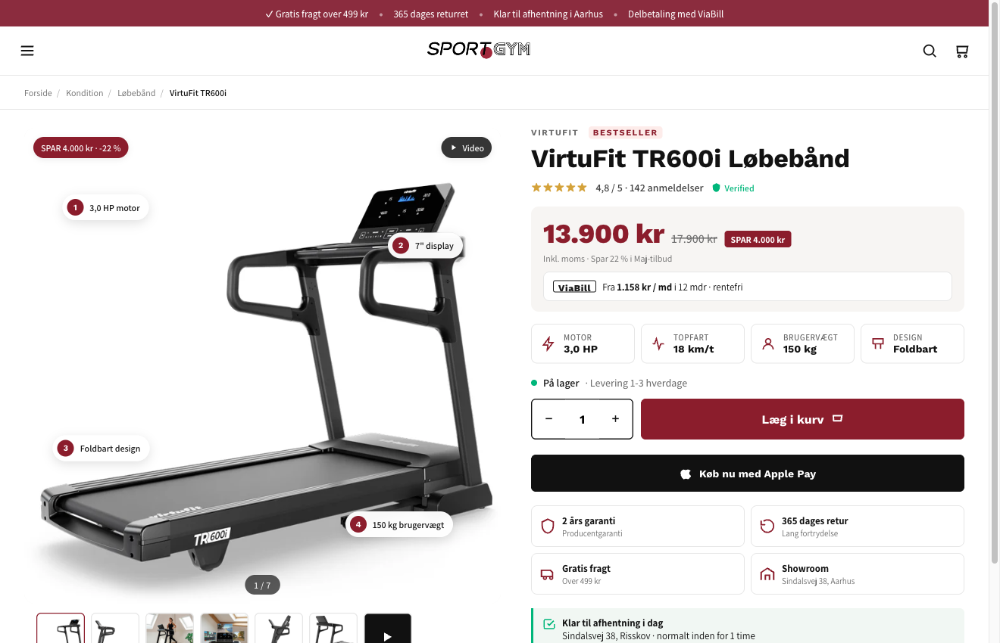 ✓ Gratis fragt over 499 kr • 365 dages returret • Klar til afhentning i Aarhus • Delbetaling med ViaBill
SPORT GYM
Forside / Kondition / Løbebånd / VirtuFit TR600i
SPAR 4.000 kr · -22 %
Video
1 3,0 HP motor
virtufit
2 7" display
3 Foldbart design
virtufit
virtufit
4 150 kg brugervægt
TR600i
1 / 7
VIRTUFIT BESTSELLER
VirtuFit TR600i Løbebånd
4,8 / 5 · 142 anmeldelser Verified
13.900 kr 17.900 kr SPAR 4.000 kr
Inkl. moms · Spar 22 % i Maj-tilbud
ViaBill Fra 1.158 kr / md i 12 mdr · rentefri
MOTOR
3,0 HP
TOPFART
18 km/t
BRUGERVÆGT
150 kg
DESIGN
Foldbart
På lager · Levering 1-3 hverdage
− 1 +
Læg i kurv
Køb nu med Apple Pay
2 års garanti
Producentgaranti
365 dages retur
Lang fortrydelse
Gratis fragt
Over 499 kr
Showroom
Sindalsvej 38, Aarhus
Klar til afhentning i dag
Sindalsvej 38, Risskov · normalt inden for 1 time